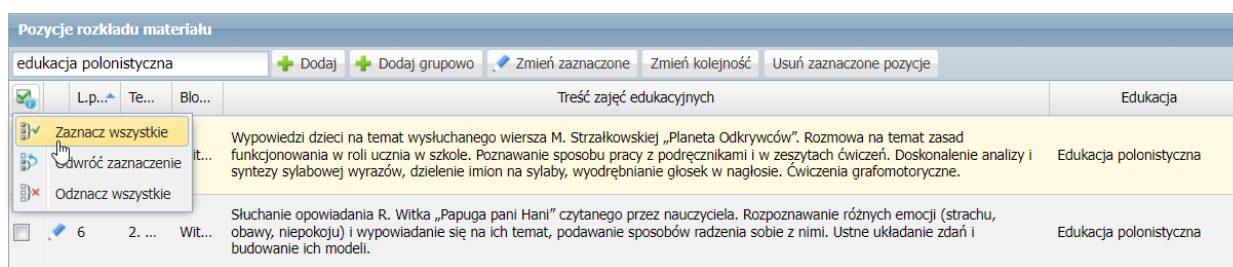 Pozycje rozkładu materiału
edukacja polonistyczna Dodaj Dodaj grupowo Zmień zaznaczone Zmień kolejność Usuń zaznaczone pozycje
L.p... Te... Blo... Treść zajęć edukacyjnych Edukacja
Zaznacz wszystkie
Odwróć zaznaczenie
Odznacz wszystkie
it...
Wypowiedzi dzieci na temat wysłuchanego wiersza M. Strzałkowskiej „Planeta Odkrywców”. Rozmowa na temat zasad
funkcjonowania w roli ucznia w szkole. Poznawanie sposobu pracy z podręcznikami i w zeszytach ćwiczeń. Doskonalenie analizy i
syntezy sylabowej wyrazów, dzielenie imion na sylaby, wyodrębnianie głosek w nagłosie. Ćwiczenia grafomotoryczne.
Edukacja polonistyczna
6 2. ... Wit...
Słuchanie opowiadania R. Witka „Papuga pani Hani” czytanego przez nauczyciela. Rozpoznawanie różnych emocji (strachu,
obawy, niepokoju) i wypowiadanie się na ich temat, podawanie sposobów radzenia sobie z nimi. Ustne układanie zdań i
budowanie ich modeli.
Edukacja polonistyczna